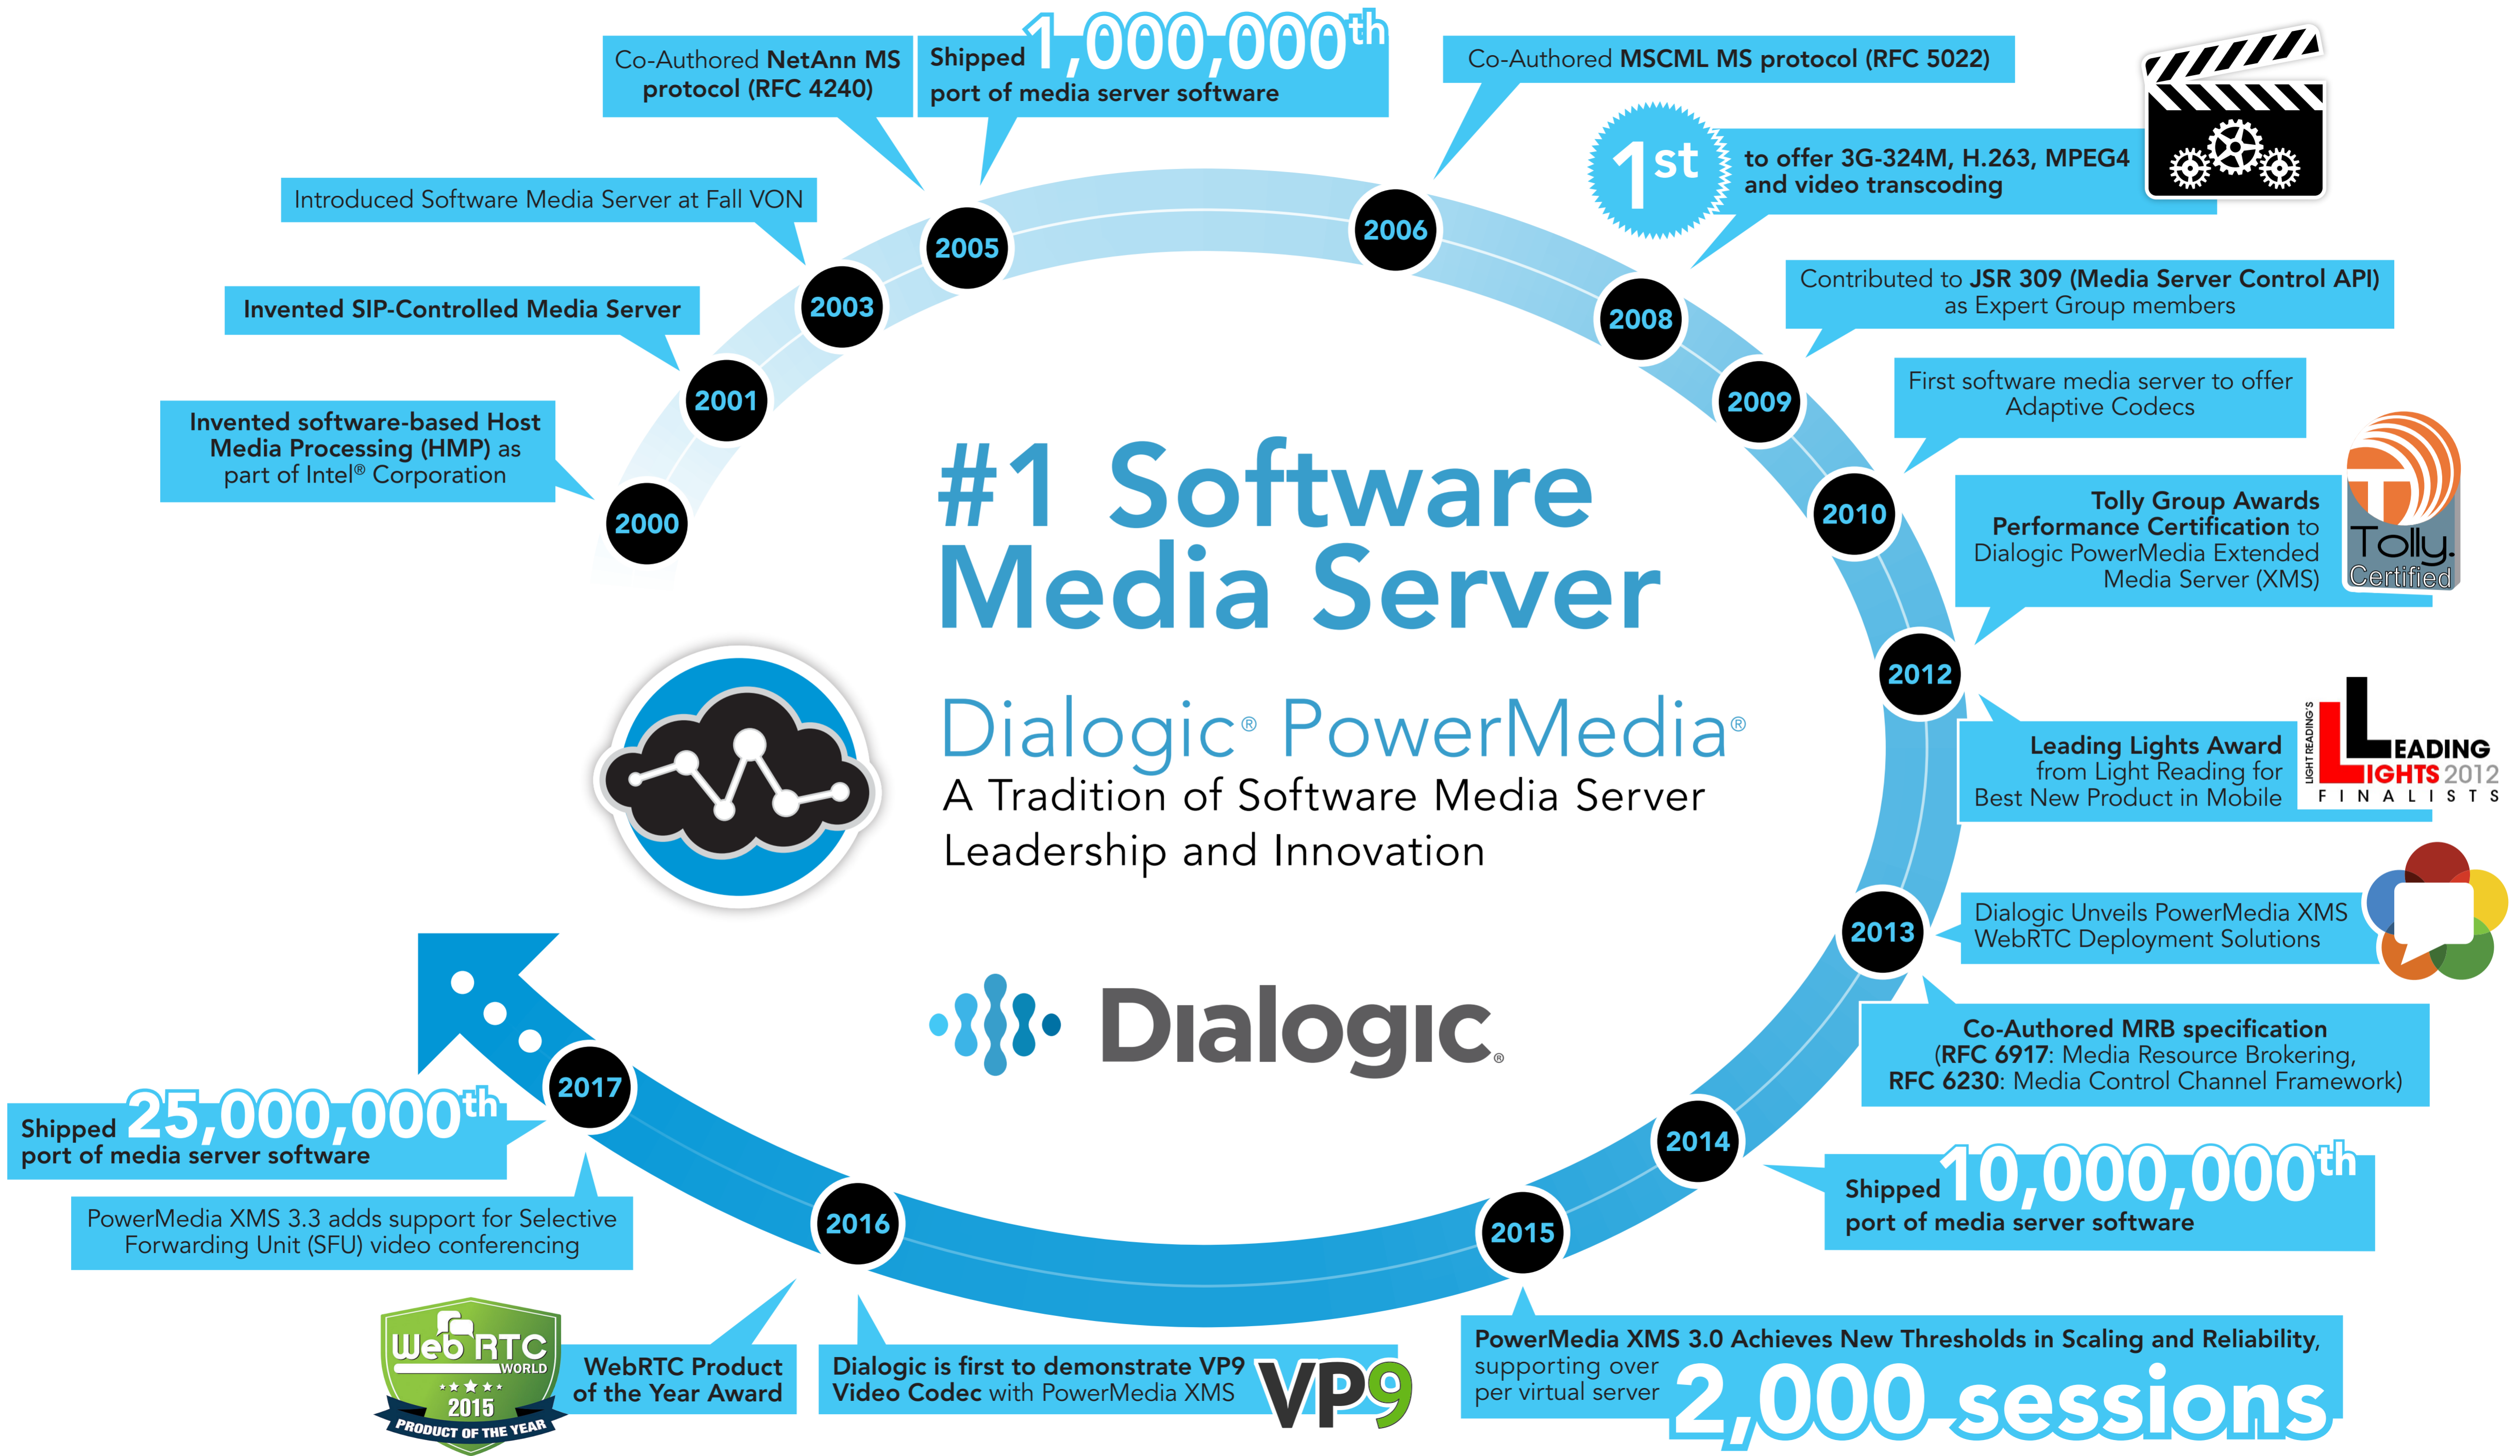 Co-Authored NetAnn MS
protocol (RFC 4240)
Shipped 1,000,000th
port of media server software
Co-Authored MSCML MS protocol (RFC 5022)
1st
to offer 3G-324M, H.263, MPEG4
and video transcoding
Introduced Software Media Server at Fall VON
Invented SIP-Controlled Media Server
Invented software-based Host
Media Processing (HMP) as
part of Intel® Corporation
2000
2001
2003
2005
2006
2008
2009
2010
2012
2013
2014
2015
2016
2017
Contributed to JSR 309 (Media Server Control API)
as Expert Group members
First software media server to offer
Adaptive Codecs
Tolly Group Awards
Performance Certification to
Dialogic PowerMedia Extended
Media Server (XMS)
Tolly.
Certified
#1 Software
Media Server
Dialogic® PowerMedia®
A Tradition of Software Media Server
Leadership and Innovation
Dialogic®
Leading Lights Award
from Light Reading for
Best New Product in Mobile
LIGHT READING'S
LEADING
LIGHTS 2012
FINALISTS
Dialogic Unveils PowerMedia XMS
WebRTC Deployment Solutions
Co-Authored MRB specification
(RFC 6917: Media Resource Brokering,
RFC 6230: Media Control Channel Framework)
Shipped 10,000,000th
port of media server software
PowerMedia XMS 3.0 Achieves New Thresholds in Scaling and Reliability,
supporting over
per virtual server
2,000 sessions
Dialogic is first to demonstrate VP9
Video Codec with PowerMedia XMS
VP9
WebRTC Product
of the Year Award
WebRTC
WORLD
2015
PRODUCT OF THE YEAR
Shipped 25,000,000th
port of media server software
PowerMedia XMS 3.3 adds support for Selective
Forwarding Unit (SFU) video conferencing